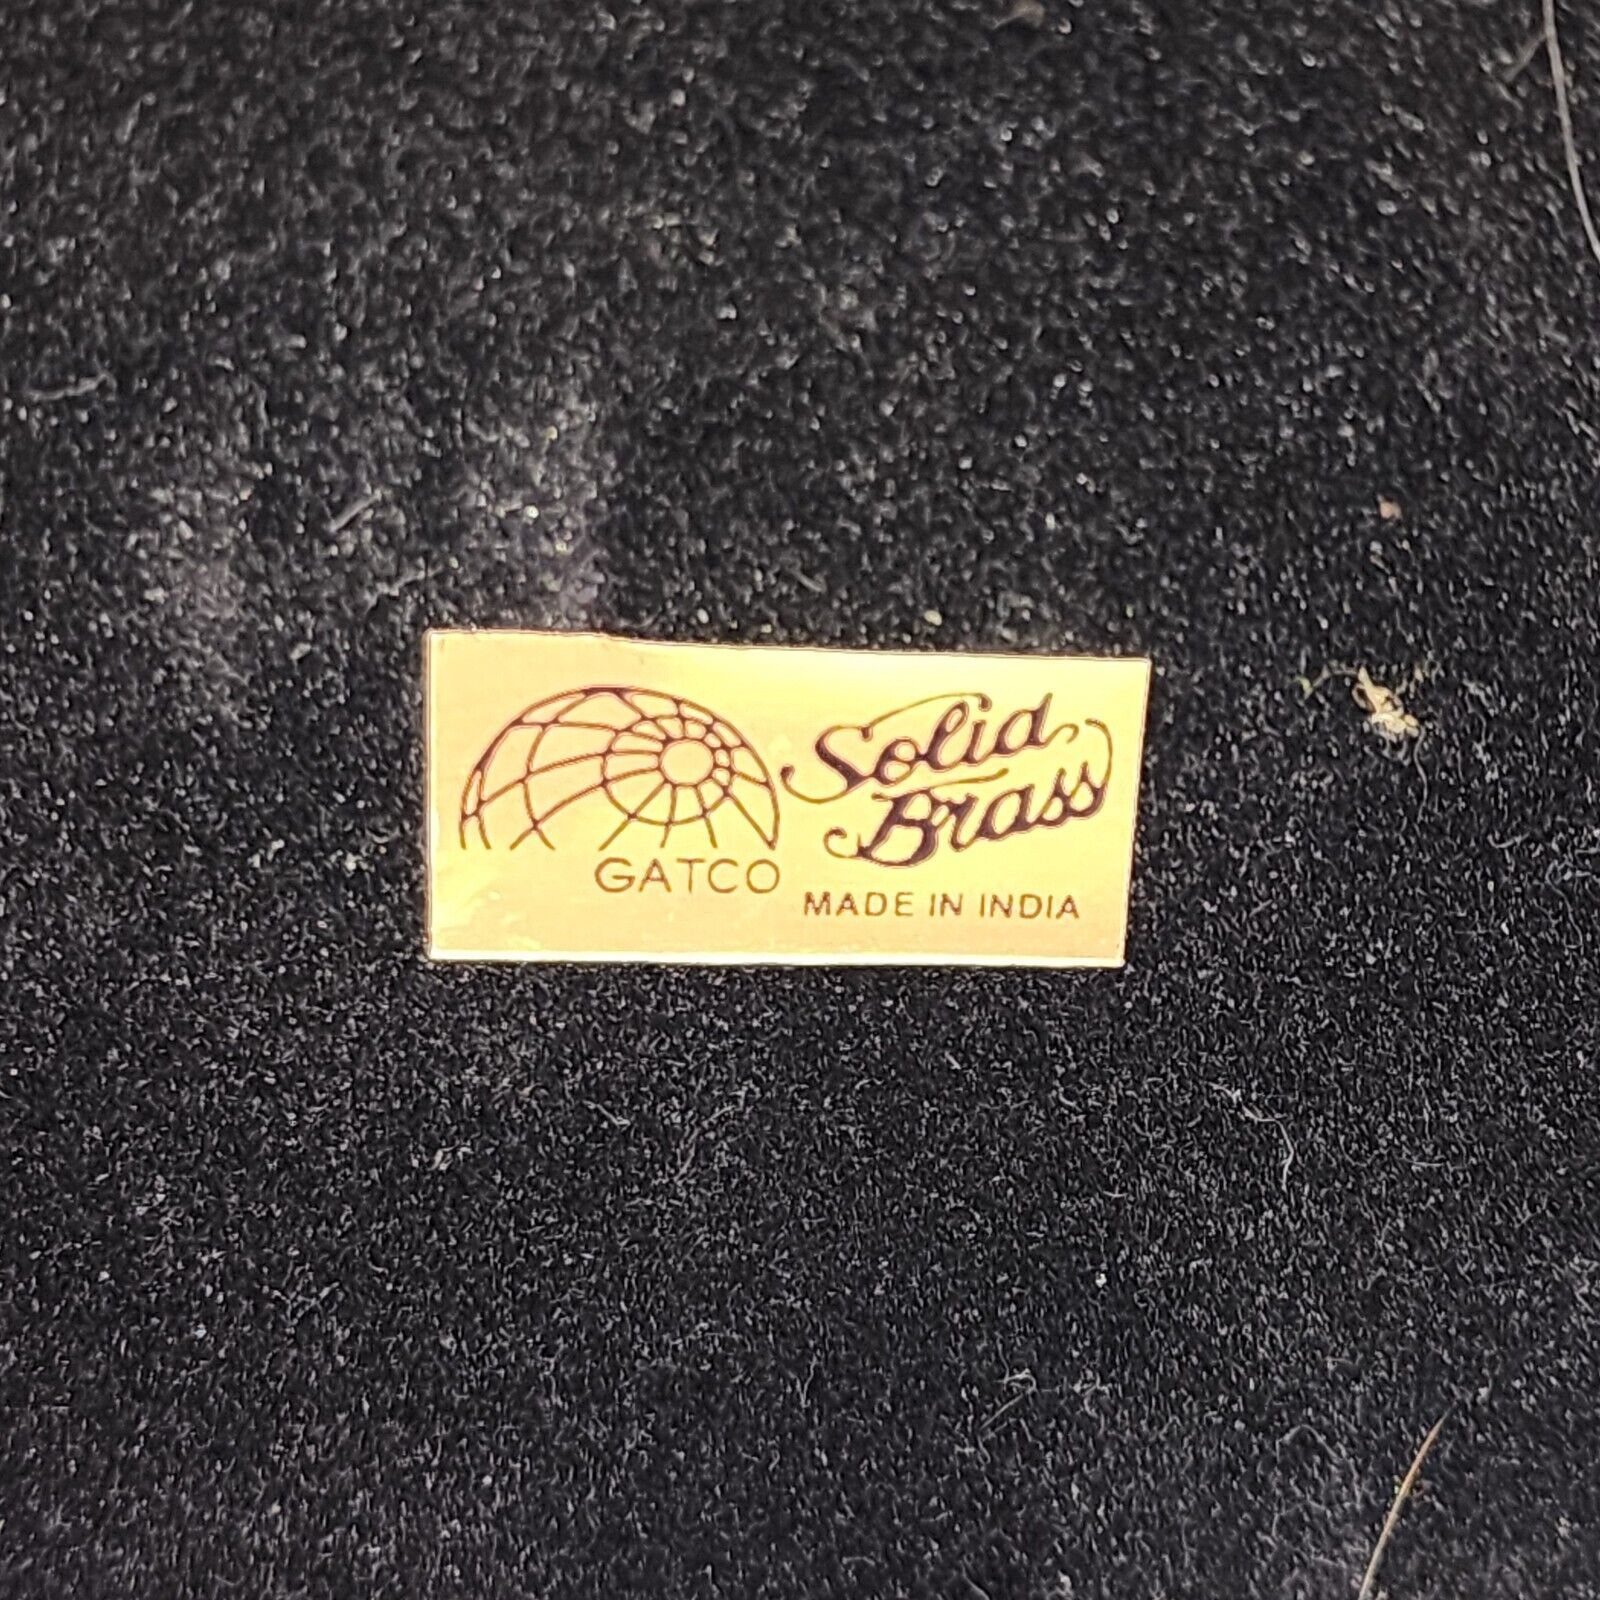 Solid
Brass
GATCO
MADE IN INDIA